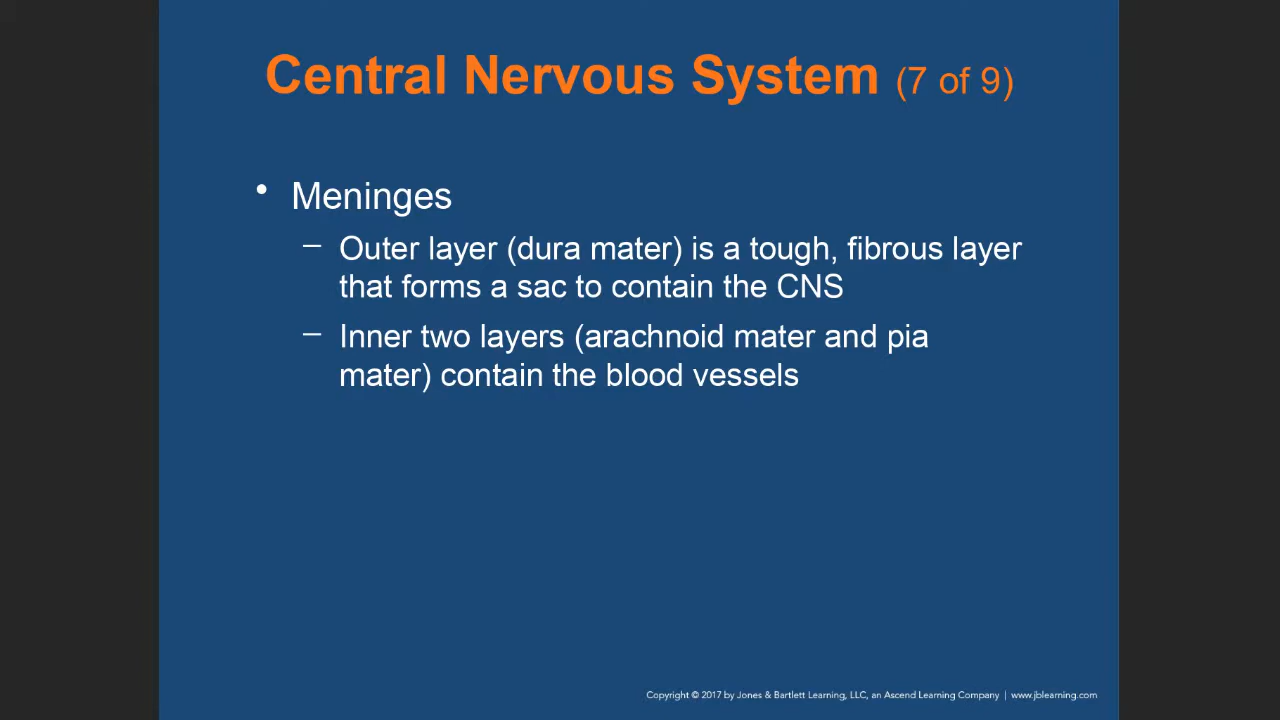 Central Nervous System (7 of 9)
• Meninges
– Outer layer (dura mater) is a tough, fibrous layer
that forms a sac to contain the CNS
– Inner two layers (arachnoid mater and pia
mater) contain the blood vessels
Copyright © 2017 by Jones & Bartlett Learning, LLC, an Ascend Learning Company | www.jblearning.com